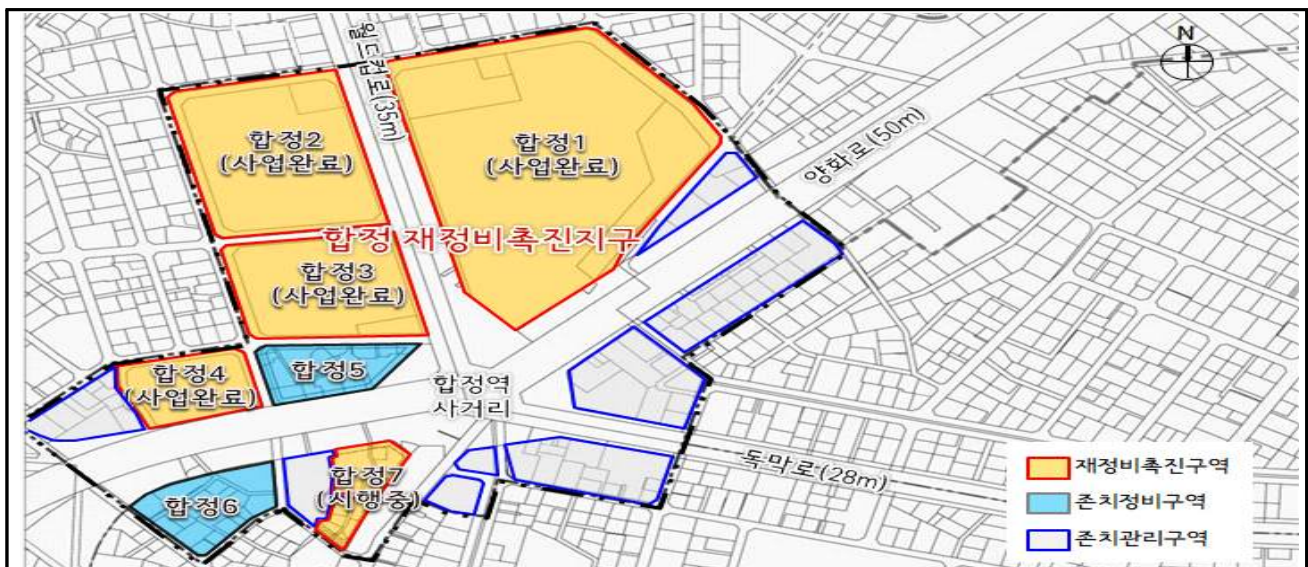 월드컵로(35m)
N
합정2
(사업완료)
합정1
(사업완료)
양화로(50m)
합정 재정비촉진지구
합정3
(사업완료)
합정4
(사업완료)
합정5
합정역
사거리
합정6
합정7
(시행중)
독막로(28m)
재정비촉진구역
존치정비구역
존치관리구역